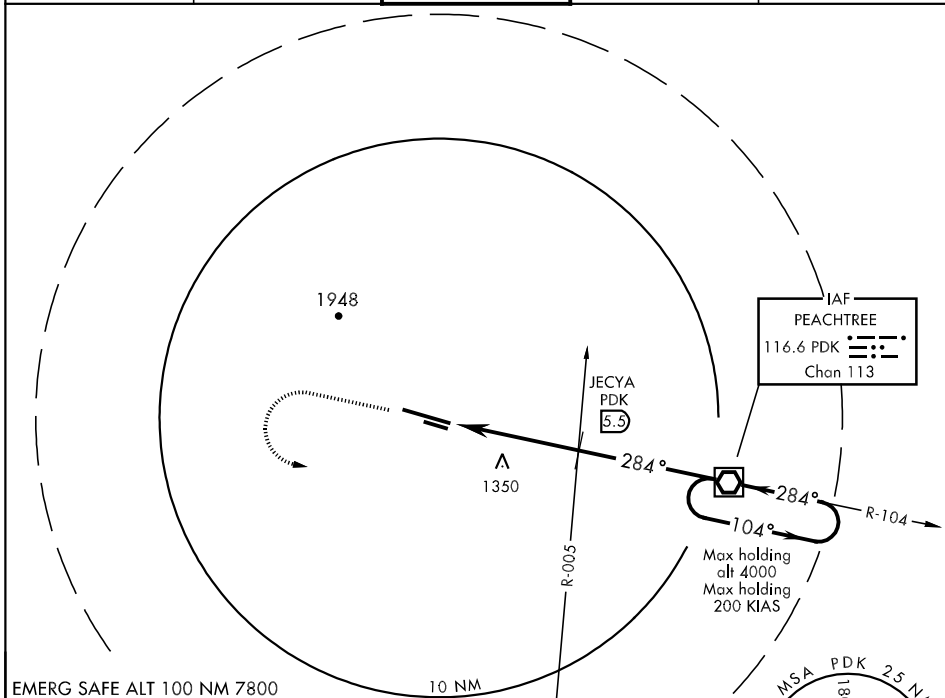 IAF
PEACHTREE
116.6 PDK
Chan 113
1948
JECYA
PDK
5.5
1350
284°
284°
R-104
104°
Max holding
alt 4000
Max holding
200 KIAS
R-005
EMERG SAFE ALT 100 NM 7800
10 NM
MSA PDK 25 N